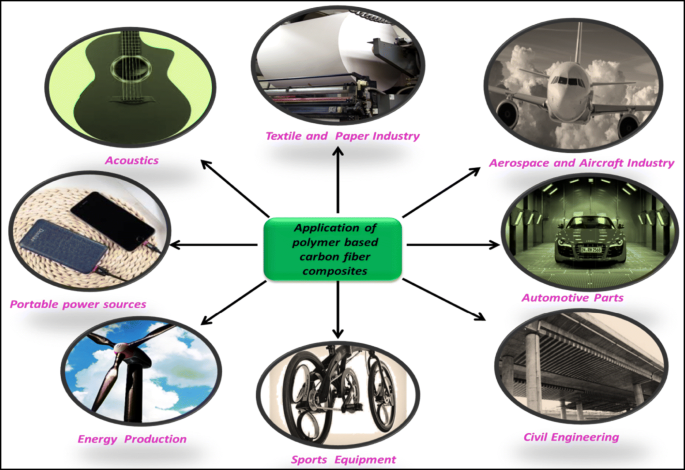 Textile and Paper Industry
Acoustics
Aerospace and Aircraft Industry
Application of
polymer based
carbon fiber
composites
Portable power sources
Automotive Parts
Energy Production
Civil Engineering
Sports Equipment